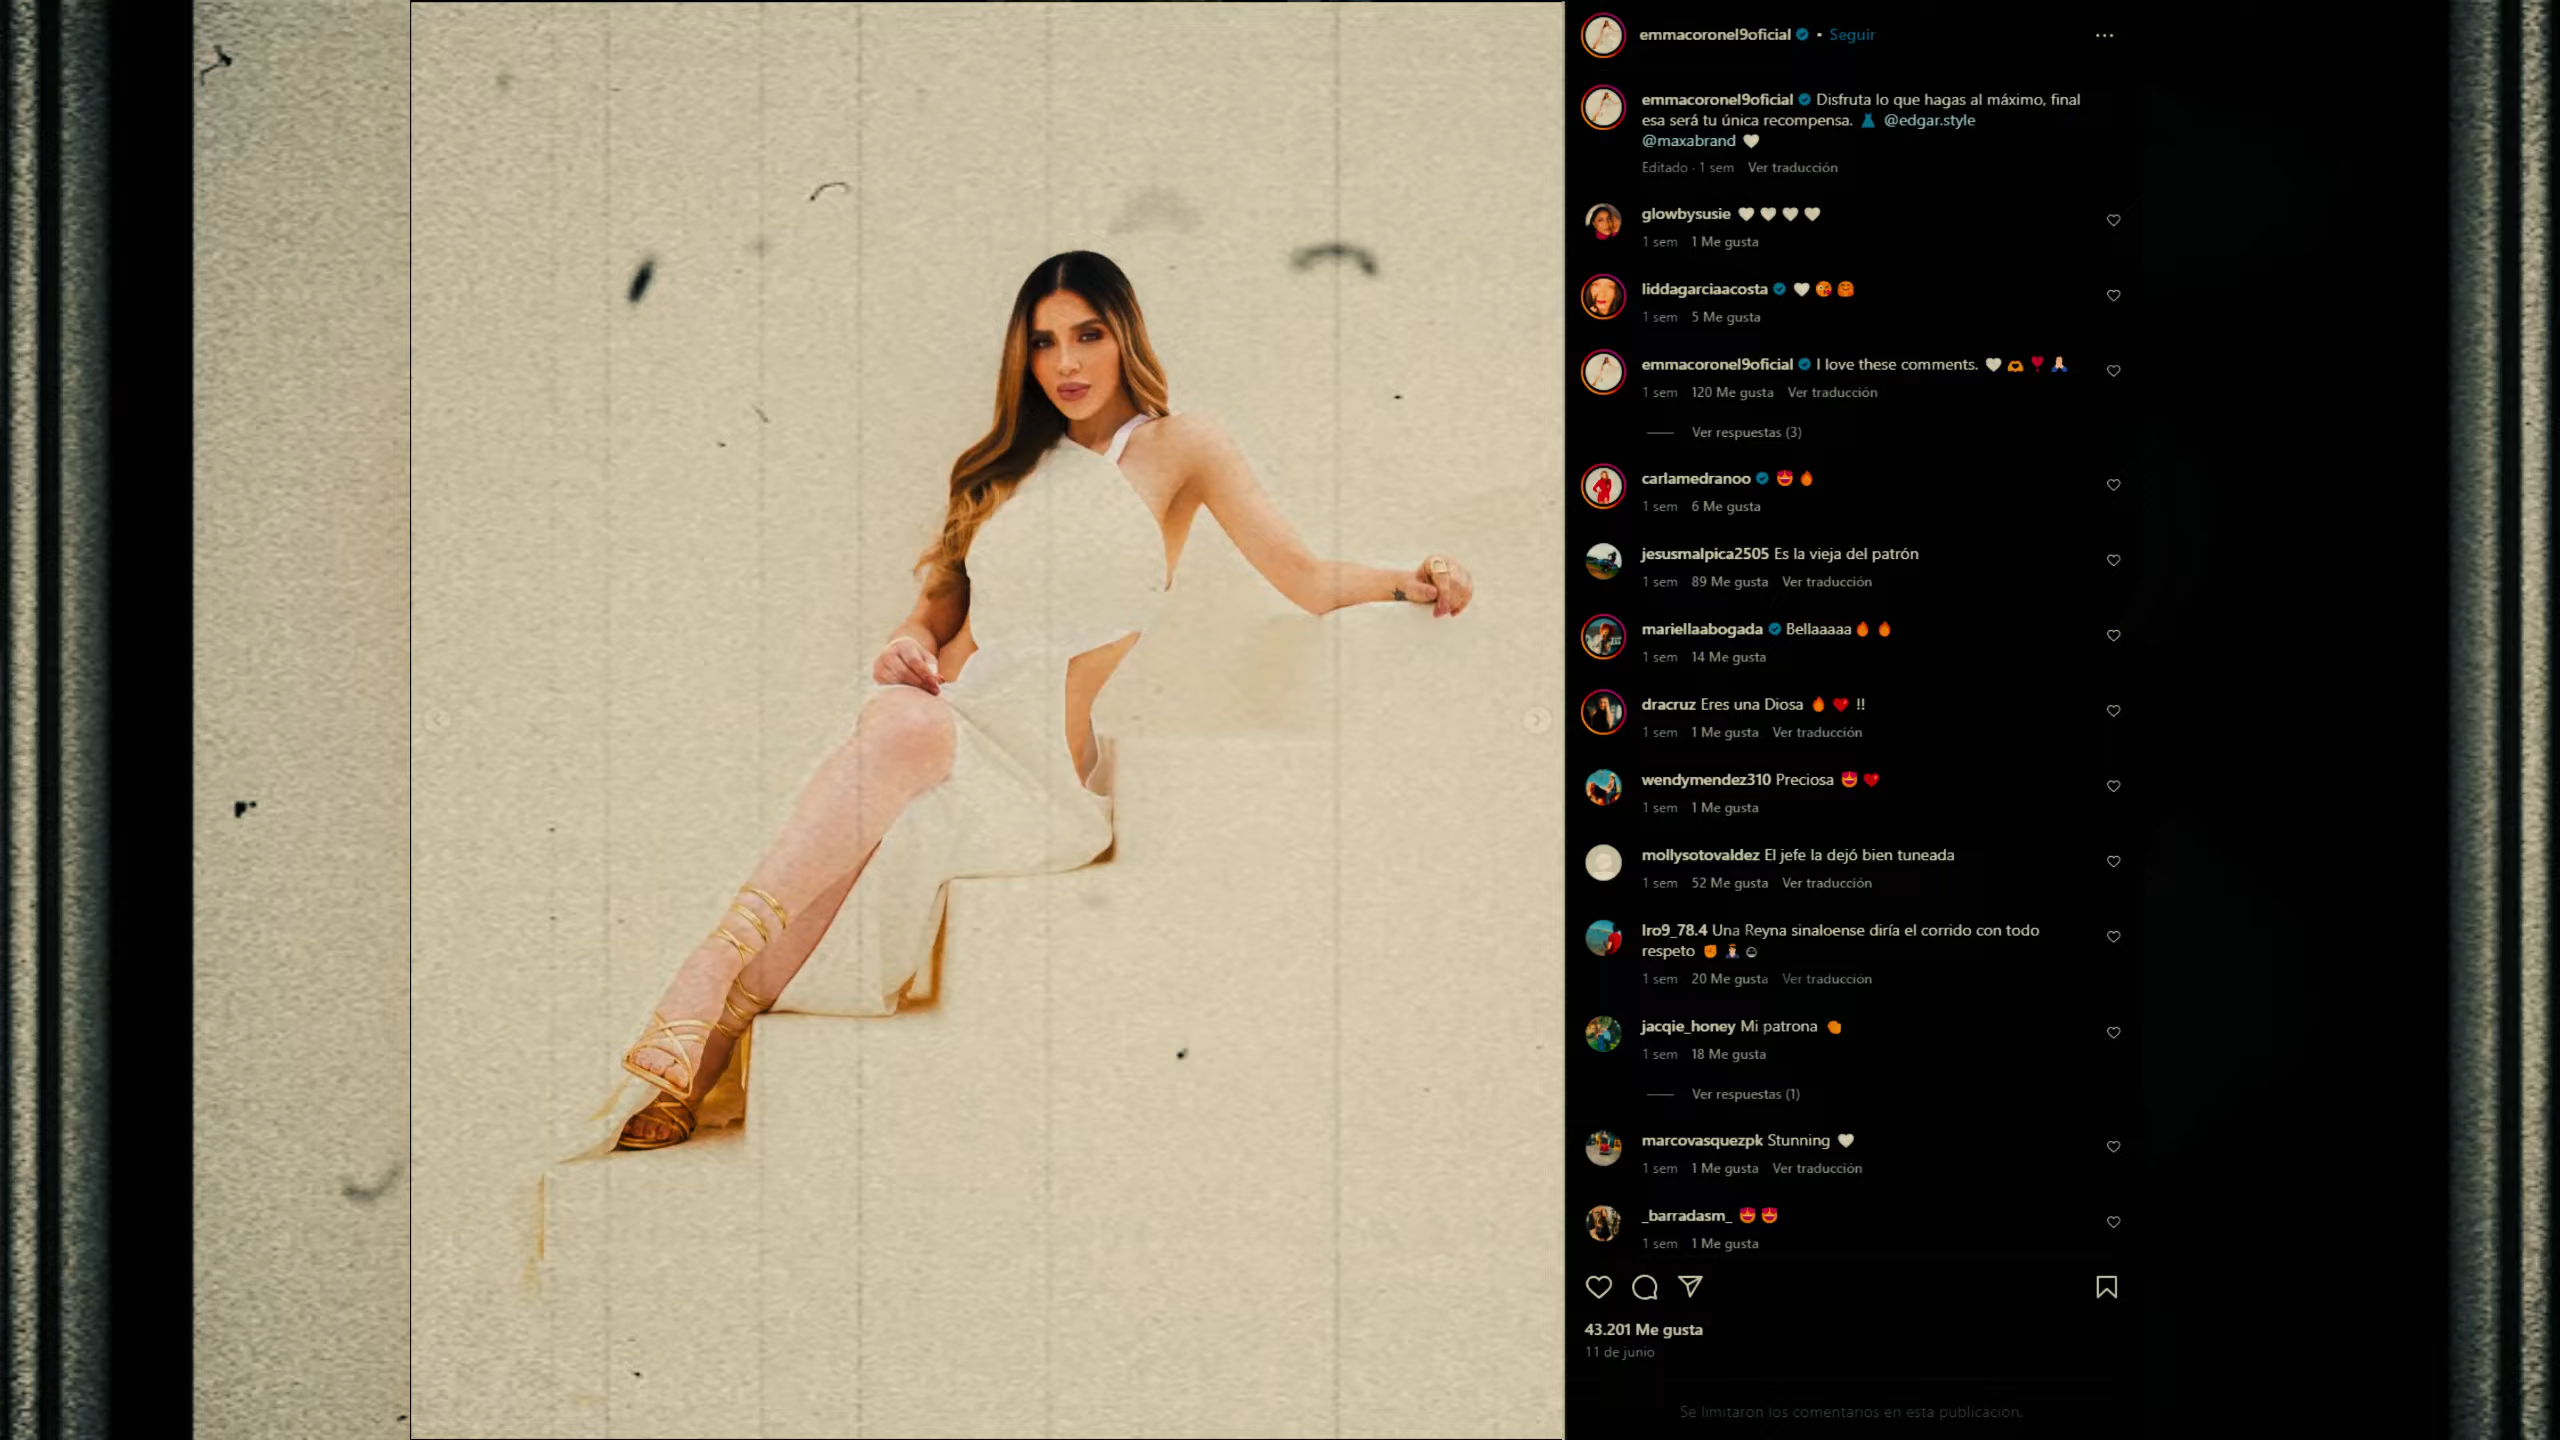 emmacoronel9oficial • Seguir
emmacoronel9oficial Disfruta lo que hagas al máximo, final
esa será tu única recompensa. 👗 @edgar.style
@maxabrand 🤍
Editado · 1 sem Ver traducción
glowbysusie 🤍 🤍 🤍 🤍
1 sem 1 Me gusta
liddagarciaacosta 🤍 😘 🤗
1 sem 5 Me gusta
emmacoronel9oficial I love these comments. 🤍 🫶 ❣️ 🙏
1 sem 120 Me gusta Ver traducción
Ver respuestas (3)
carlamedranoo 😍 🔥
1 sem 6 Me gusta
jesusmalpica2505 Es la vieja del patrón
1 sem 89 Me gusta Ver traducción
mariellaabogada Bellaaaaa 🔥 🔥
1 sem 14 Me gusta
dracruz Eres una Diosa 🔥 ❤️ !!
1 sem 1 Me gusta Ver traducción
wendymendez310 Preciosa 😍 ❤️
1 sem 1 Me gusta
mollysotovaldez El jefe la dejó bien tuneada
1 sem 52 Me gusta Ver traducción
lro9_78.4 Una Reyna sinaloense diría el corrido con todo
respeto ✊
1 sem 20 Me gusta Ver traducción
jacqie_honey Mi patrona 👏
1 sem 18 Me gusta
Ver respuestas (1)
marcovasquezpk Stunning 🤍
1 sem 1 Me gusta Ver traducción
_barradasm_ 😍 😍
1 sem 1 Me gusta
43.201 Me gusta
11 de junio
Se limitaron los comentarios en esta publicación.